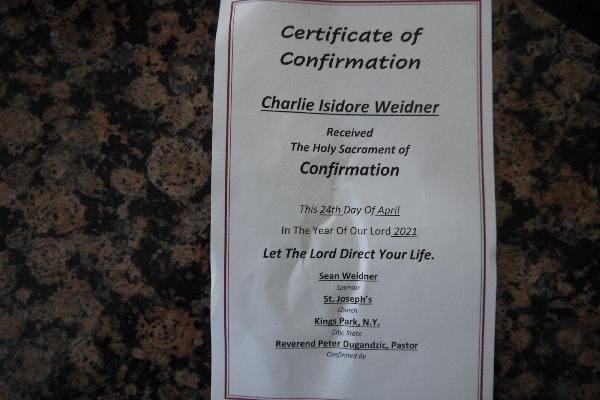 Certificate of
Confirmation
Charlie Isidore Weidner
Received
The Holy Sacrament of
Confirmation
This 24th Day Of April
In The Year Of Our Lord 2021
Let The Lord Direct Your Life.
Sean Weidner
Sponsor
St. Joseph's
Church
Kings Park, N.Y.
City, State
Reverend Peter Dugandzic, Pastor
Confirmed by